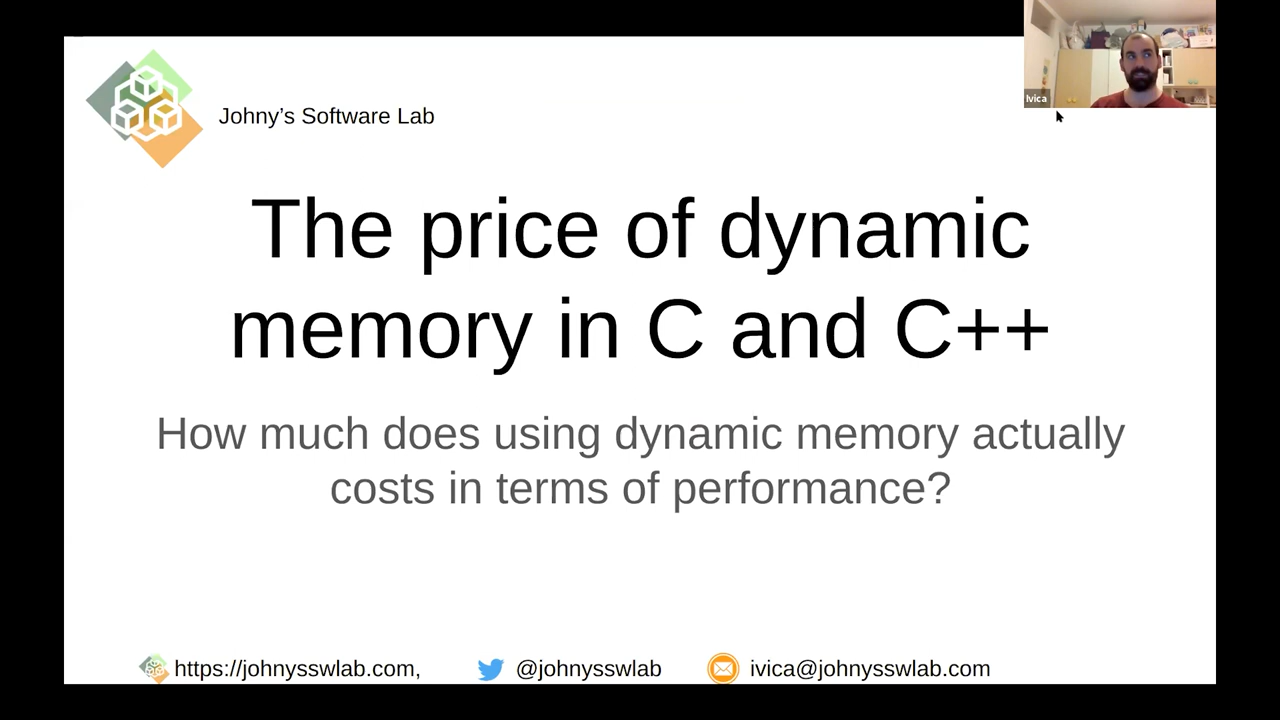 Ivica
Johny’s Software Lab
The price of dynamic
memory in C and C++
How much does using dynamic memory actually
costs in terms of performance?
https://johnysswlab.com, @johnysswlab ivica@johnysswlab.com